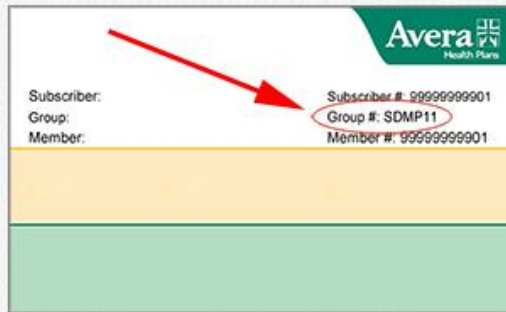 Avera
Health Plans
Subscriber: Subscriber #: 99999999901
Group: Group #: SDMP11
Member: Member #: 99999999901